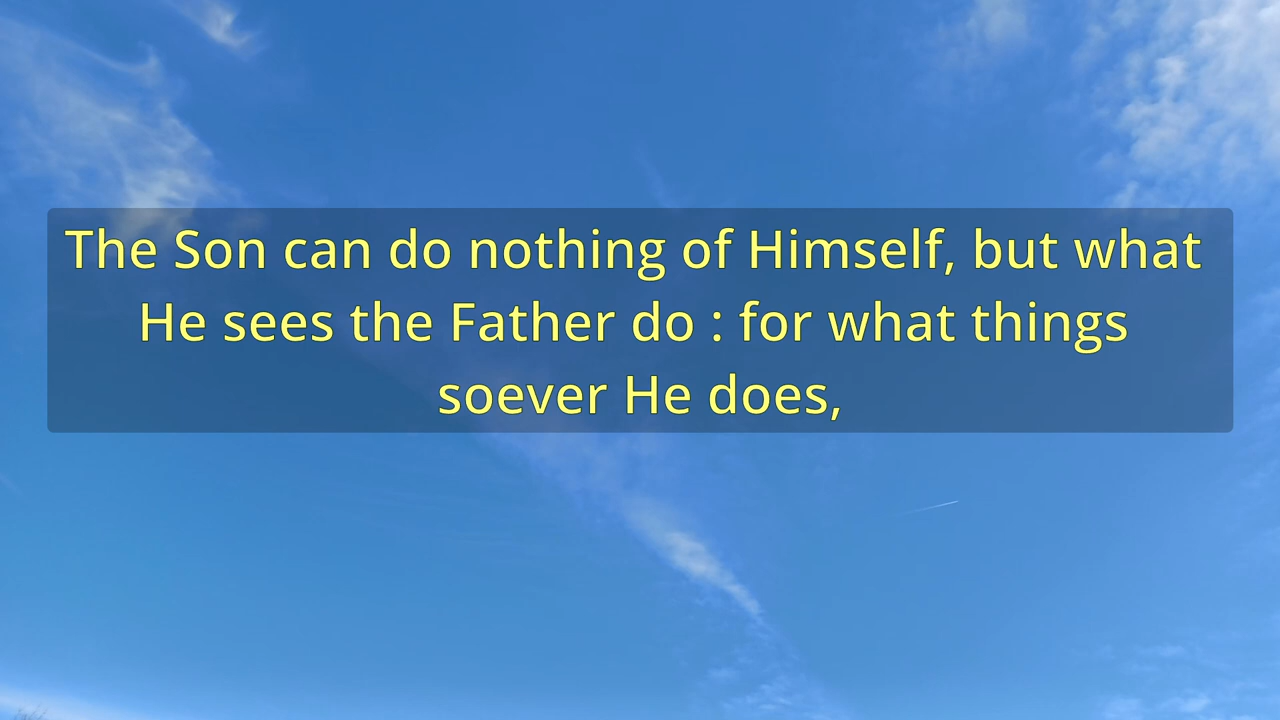 The Son can do nothing of Himself, but what
He sees the Father do : for what things
soever He does,